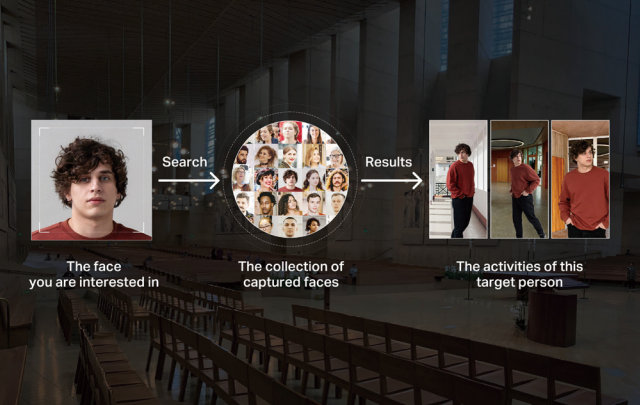 Search
Results
The face
you are interested in
The collection of
captured faces
The activities of this
target person